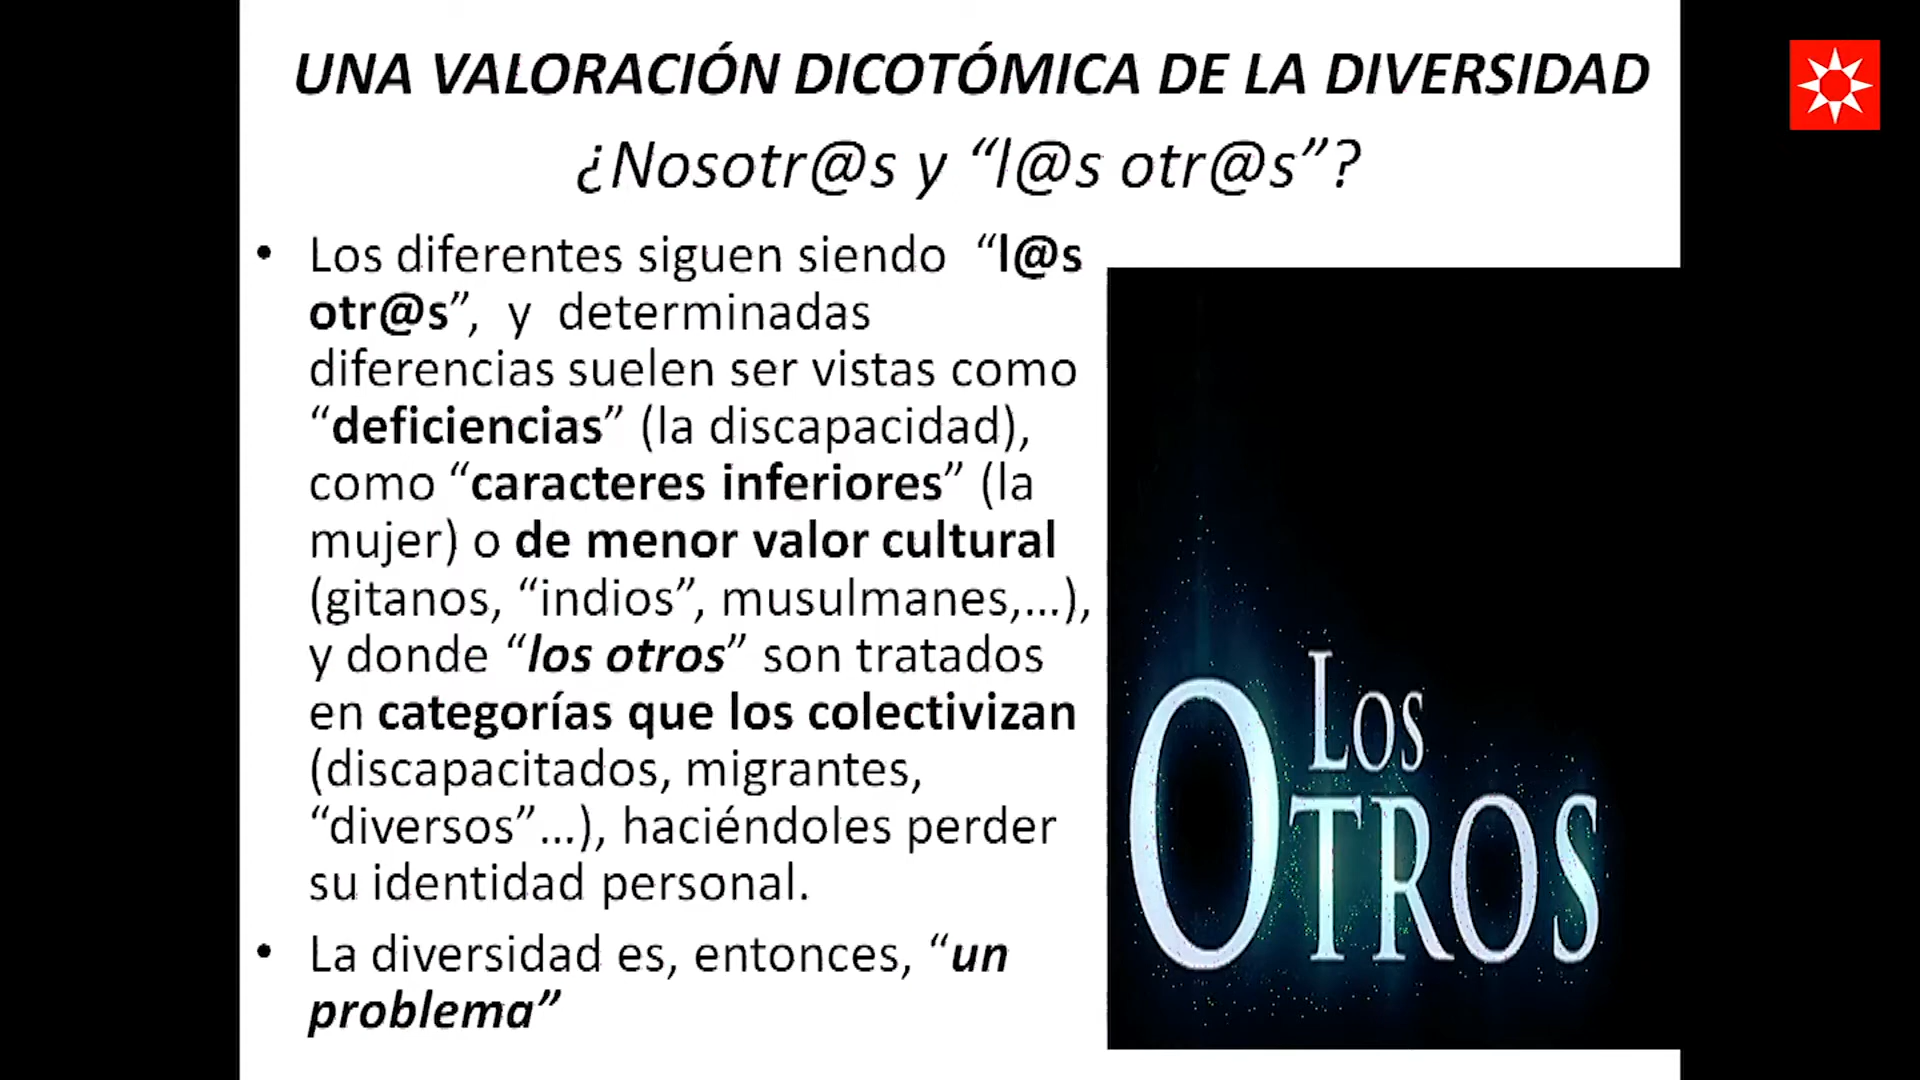 UNA VALORACIÓN DICOTÓMICA DE LA DIVERSIDAD
¿Nosotr@s y “l@s otr@s”?
• Los diferentes siguen siendo “l@s
otr@s”, y determinadas
diferencias suelen ser vistas como
“deficiencias” (la discapacidad),
como “caracteres inferiores” (la
mujer) o de menor valor cultural
(gitanos, “indios”, musulmanes,...),
y donde “los otros” son tratados
en categorías que los colectivizan
(discapacitados, migrantes,
“diversos”...), haciéndoles perder
su identidad personal.
• La diversidad es, entonces, “un
problema”
LOS
OTROS